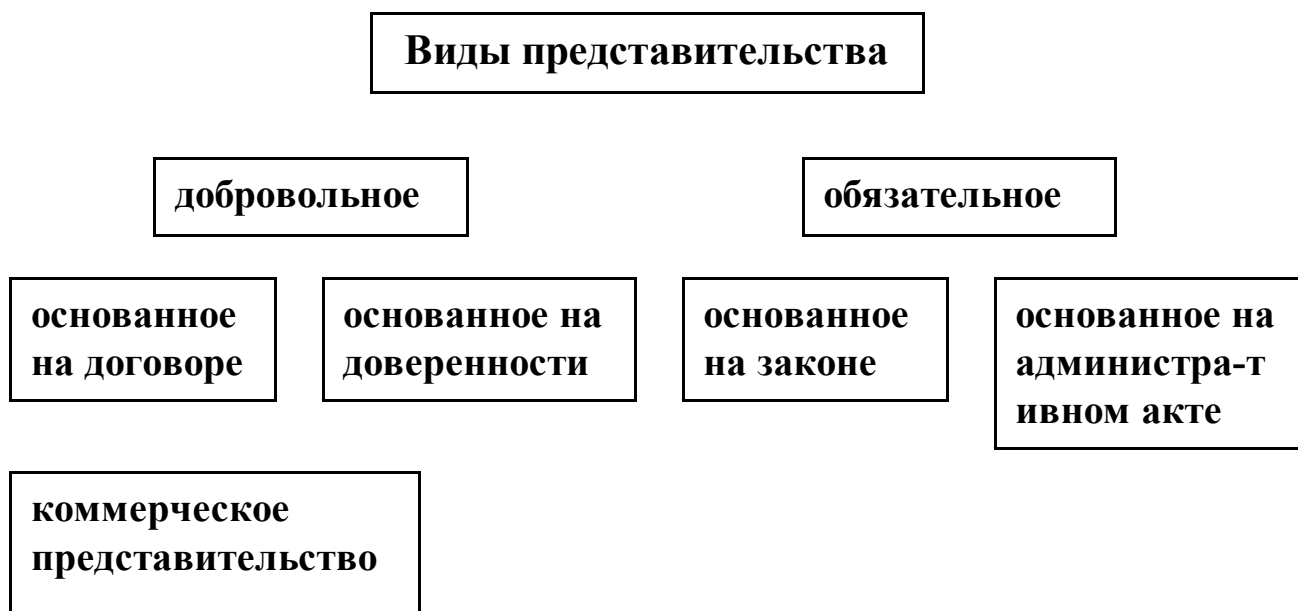 Виды представительства
добровольное
обязательное
основанное
на договоре
основанное на
доверенности
основанное
на законе
основанное на
администра-т
ивном акте
коммерческое
представительство